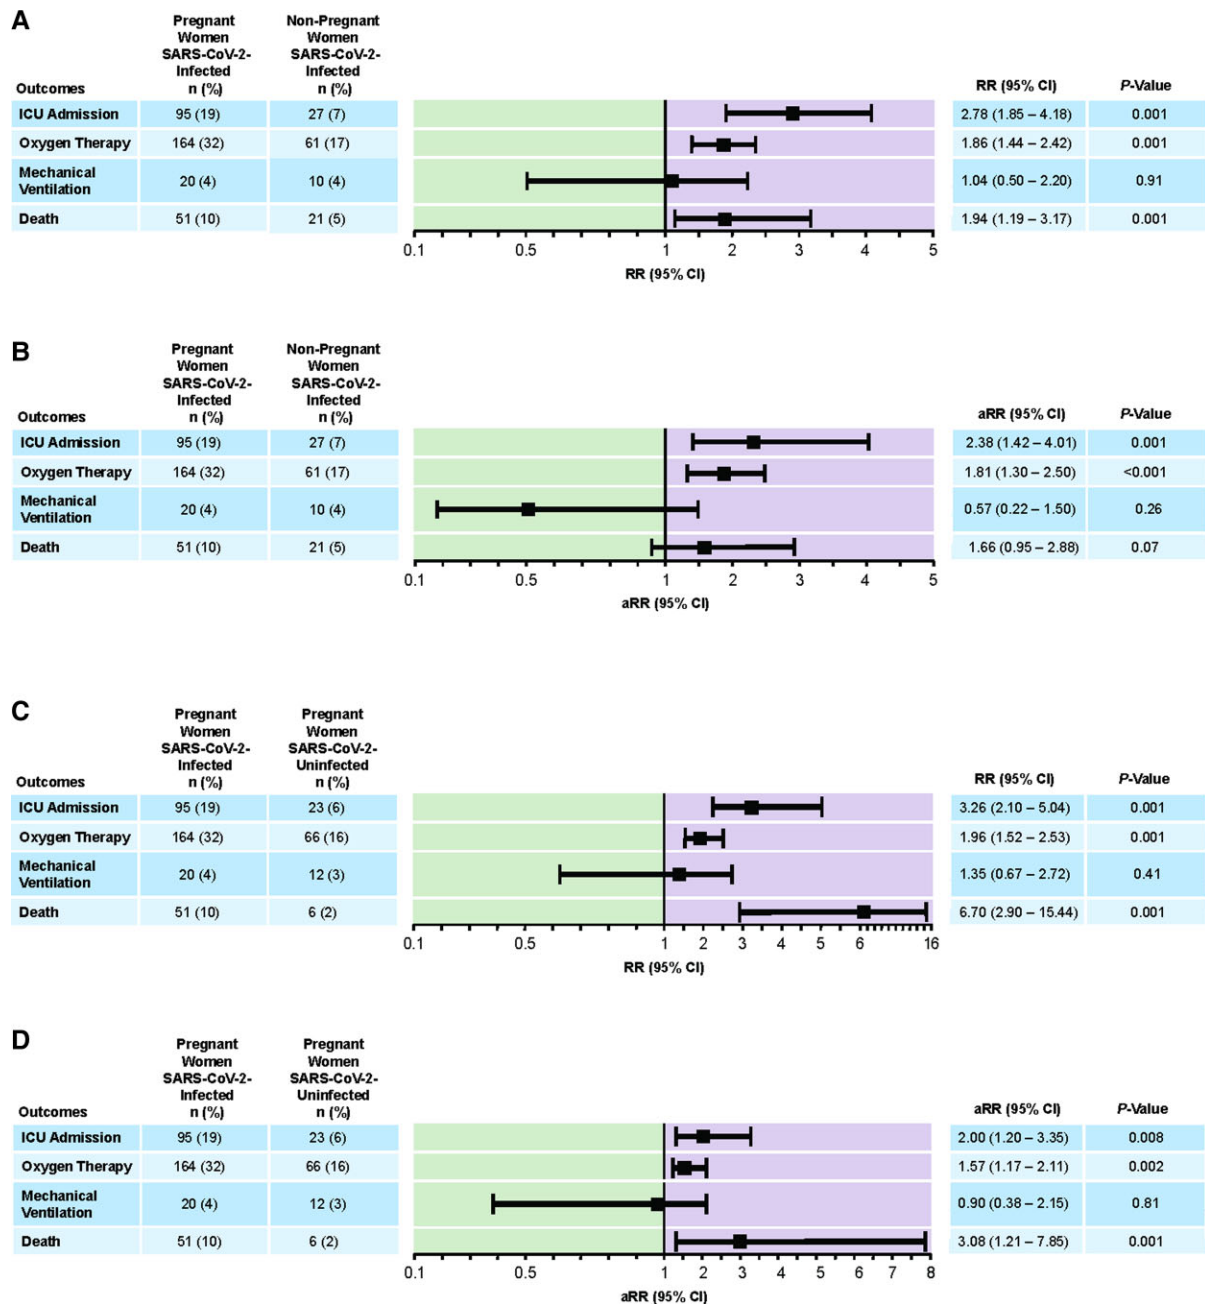 A
Pregnant Women SARS-CoV-2-Infected n (%)
Non-Pregnant Women SARS-CoV-2-Infected n (%)
Outcomes
RR (95% CI) P-Value
ICU Admission 95 (19) 27 (7) 2.78 (1.85 – 4.18) 0.001
Oxygen Therapy 164 (32) 61 (17) 1.86 (1.44 – 2.42) 0.001
Mechanical Ventilation 20 (4) 10 (4) 1.04 (0.50 – 2.20) 0.91
Death 51 (10) 21 (5) 1.94 (1.19 – 3.17) 0.001
0.1 0.5 1 2 3 4 5
RR (95% CI)
B
Pregnant Women SARS-CoV-2-Infected n (%)
Non-Pregnant Women SARS-CoV-2-Infected n (%)
Outcomes
aRR (95% CI) P-Value
ICU Admission 95 (19) 27 (7) 2.38 (1.42 – 4.01) 0.001
Oxygen Therapy 164 (32) 61 (17) 1.81 (1.30 – 2.50) <0.001
Mechanical Ventilation 20 (4) 10 (4) 0.57 (0.22 – 1.50) 0.26
Death 51 (10) 21 (5) 1.66 (0.95 – 2.88) 0.07
0.1 0.5 1 2 3 4 5
aRR (95% CI)
C
Pregnant Women SARS-CoV-2-Infected n (%)
Pregnant Women SARS-CoV-2-Uninfected n (%)
Outcomes
RR (95% CI) P-Value
ICU Admission 95 (19) 23 (6) 3.26 (2.10 – 5.04) 0.001
Oxygen Therapy 164 (32) 66 (16) 1.96 (1.52 – 2.53) 0.001
Mechanical Ventilation 20 (4) 12 (3) 1.35 (0.67 – 2.72) 0.41
Death 51 (10) 6 (2) 6.70 (2.90 – 15.44) 0.001
0.1 0.5 1 2 3 4 5 6 16
RR (95% CI)
D
Pregnant Women SARS-CoV-2-Infected n (%)
Pregnant Women SARS-CoV-2-Uninfected n (%)
Outcomes
aRR (95% CI) P-Value
ICU Admission 95 (19) 23 (6) 2.00 (1.20 – 3.35) 0.008
Oxygen Therapy 164 (32) 66 (16) 1.57 (1.17 – 2.11) 0.002
Mechanical Ventilation 20 (4) 12 (3) 0.90 (0.38 – 2.15) 0.81
Death 51 (10) 6 (2) 3.08 (1.21 – 7.85) 0.001
0.1 0.5 1 2 3 4 5 6 7 8
aRR (95% CI)